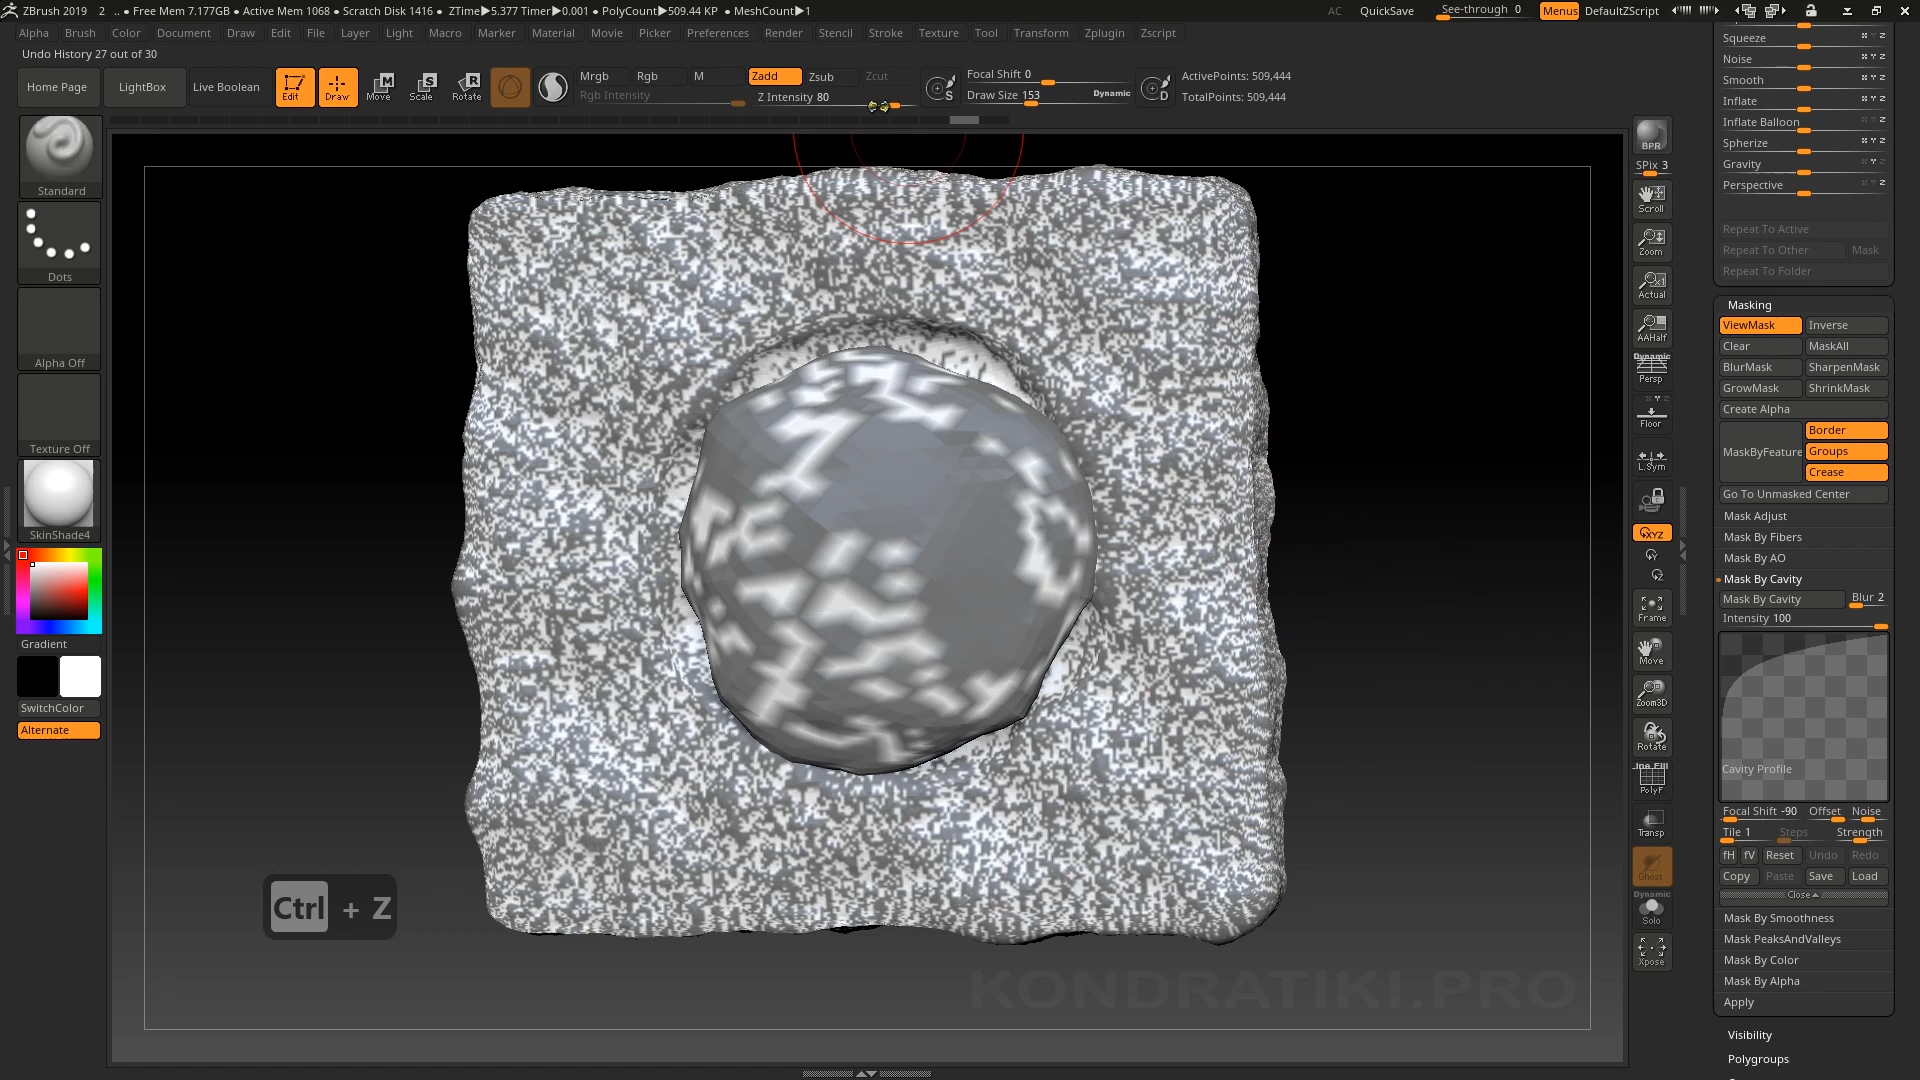 ZBrush 2019 2 .. • Free Mem 7.177GB • Active Mem 1068 • Scratch Disk 1416 • ZTime▶5.377 Timer▶0.001 • PolyCount▶509.44 KP • MeshCount▶1
AC QuickSave See-through 0 Menus DefaultZScript
Alpha Brush Color Document Draw Edit File Layer Light Macro Marker Material Movie Picker Preferences Render Stencil Stroke Texture Tool Transform Zplugin Zscript
Undo History 27 out of 30
Home Page LightBox Live Boolean Edit Draw Move Scale Rotate
Mrgb Rgb M Zadd Zsub Zcut
Rgb Intensity Z Intensity 80
Focal Shift 0
Draw Size 153 Dynamic
ActivePoints: 509,444
TotalPoints: 509,444
Standard
Dots
Alpha Off
Texture Off
SkinShade4
Gradient
SwitchColor
Alternate
Ctrl + Z
KONDRATIKI.PRO
BPR
SPix 3
Scroll
Zoom
Actual
AAHalf
Dynamic
Persp
Floor
L.Sym
XYZ
Frame
Move
Zoom3D
Rotate
Line Fill
PolyF
Transp
Ghost
Dynamic
Solo
Xpose
Squeeze
Noise
Smooth
Inflate
Inflate Balloon
Spherize
Gravity
Perspective
Repeat To Active
Repeat To Other Mask
Repeat To Folder
Masking
ViewMask Inverse
Clear MaskAll
BlurMask SharpenMask
GrowMask ShrinkMask
Create Alpha
MaskByFeature Border
Groups
Crease
Go To Unmasked Center
Mask Adjust
Mask By Fibers
Mask By AO
Mask By Cavity
Mask By Cavity Blur 2
Intensity 100
Cavity Profile
Focal Shift -90 Offset Noise
Tile 1 Steps Strength
fH fV Reset Undo Redo
Copy Paste Save Load
Close
Mask By Smoothness
Mask PeaksAndValleys
Mask By Color
Mask By Alpha
Apply
Visibility
Polygroups